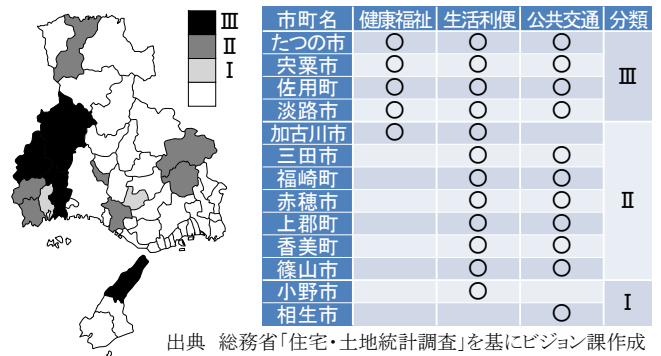 Ⅲ
Ⅱ
Ⅰ
市町名 健康福祉 生活利便 公共交通 分類
たつの市 〇 〇 〇 Ⅲ
宍粟市 〇 〇 〇
佐用町 〇 〇 〇
淡路市 〇 〇 〇
加古川市 〇 〇 Ⅱ
三田市 〇 〇
福崎町 〇 〇
赤穂市 〇 〇
上郡町 〇 〇
香美町 〇 〇
篠山市 〇 〇
小野市 〇 Ⅰ
相生市 〇
出典 総務省「住宅・土地統計調査」を基にビジョン課作成